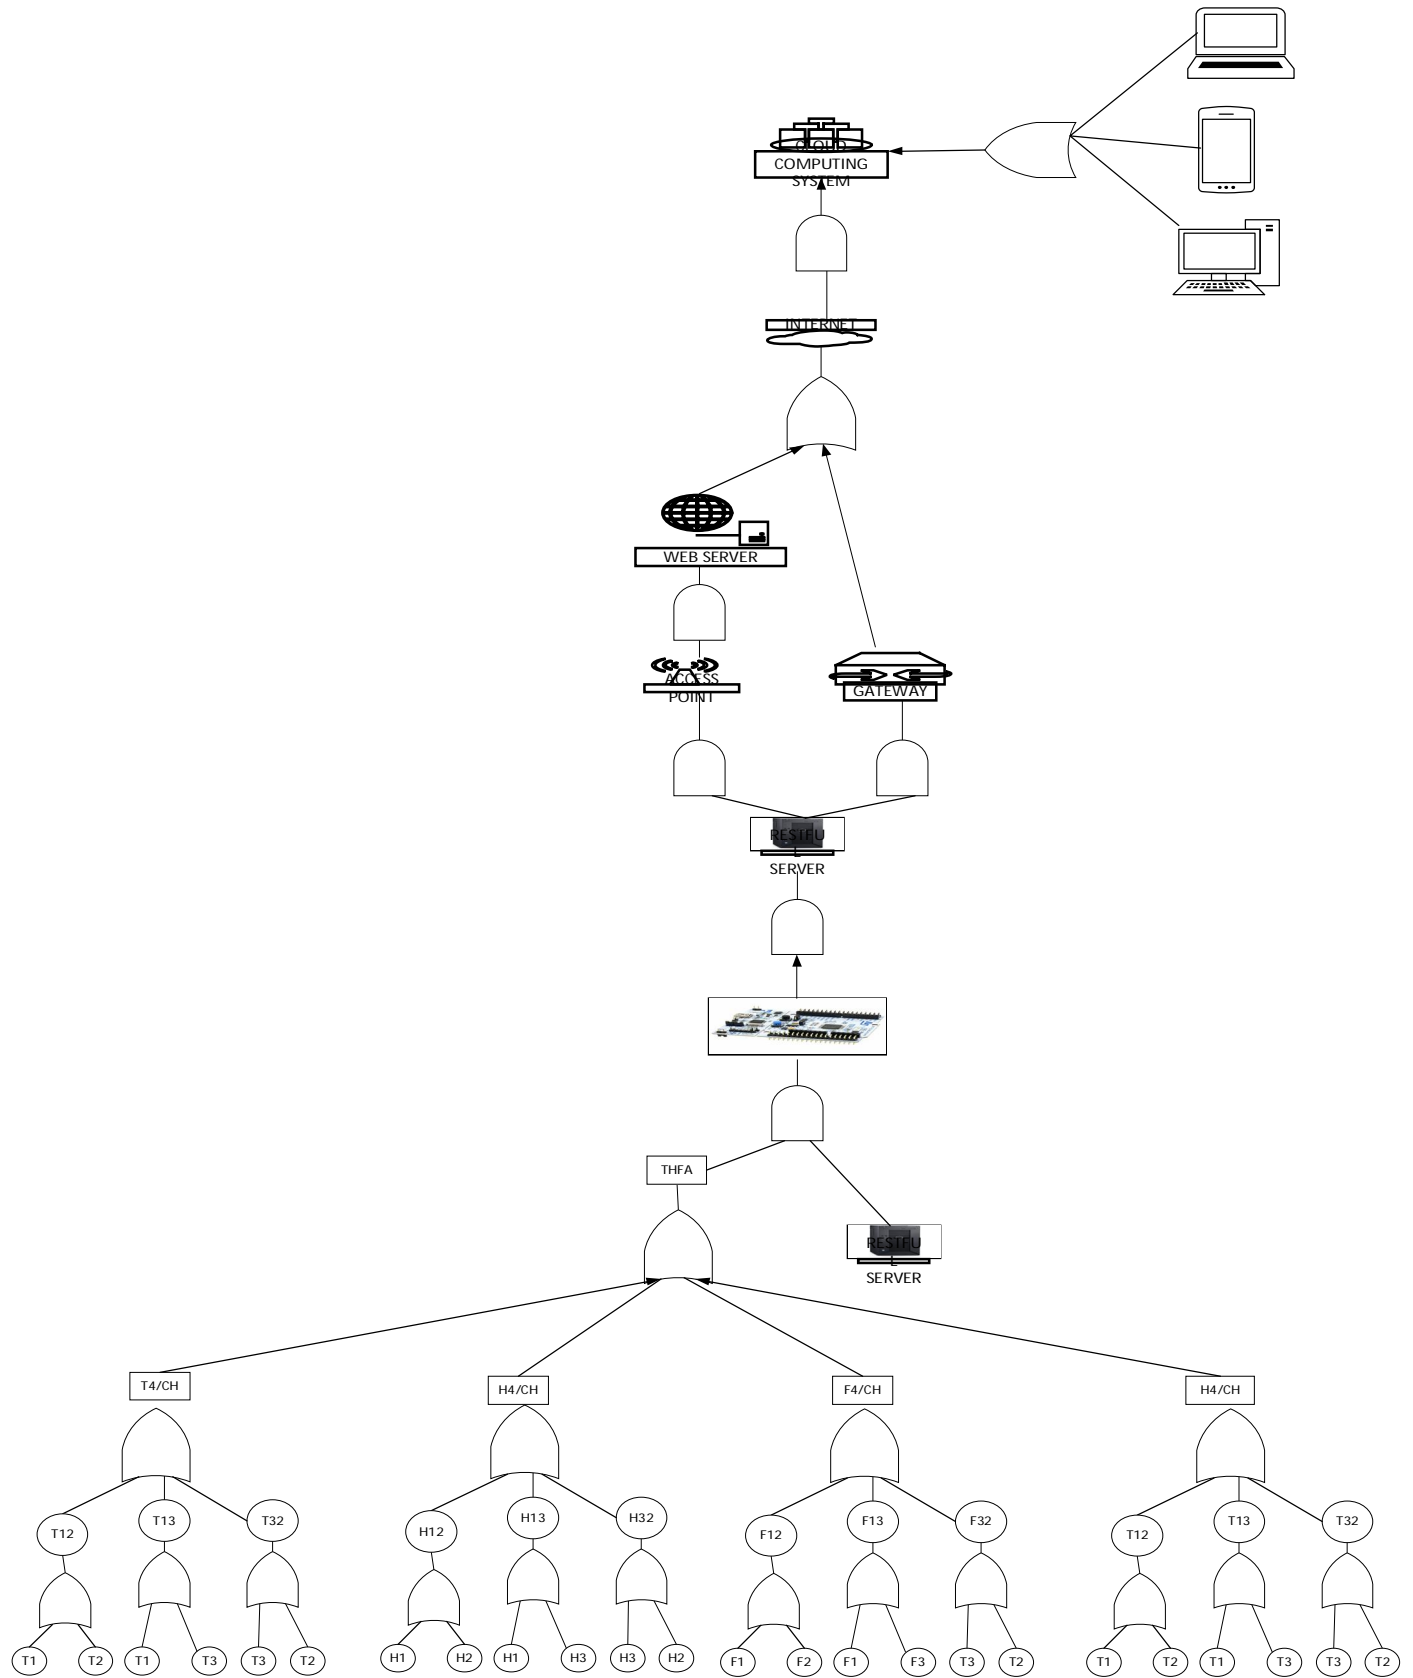 CLOUD
COMPUTING
SYSTEM
INTERNET
WEB SERVER
ACCESS
POINT
GATEWAY
RESTFU
L
SERVER
THFA
RESTFU
L
SERVER
T4/CH
H4/CH
F4/CH
H4/CH
T12
T13
T32
H12
H13
H32
F12
F13
F32
T12
T13
T32
T1
T2
T1
T3
T3
T2
H1
H2
H1
H3
H3
H2
F1
F2
F1
F3
T3
T2
T1
T2
T1
T3
T3
T2